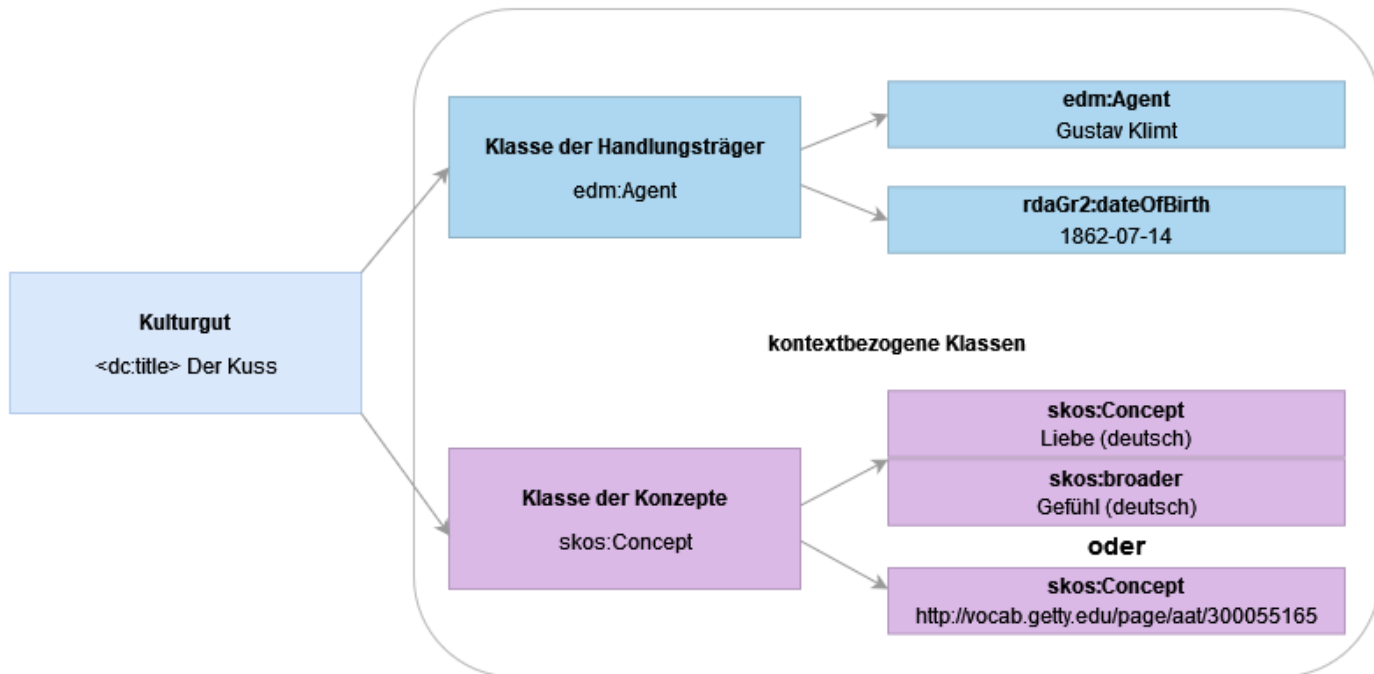 Kulturgut
<dc:title> Der Kuss
Klasse der Handlungsträger
edm:Agent
edm:Agent
Gustav Klimt
rdaGr2:dateOfBirth
1862-07-14
kontextbezogene Klassen
Klasse der Konzepte
skos:Concept
skos:Concept
Liebe (deutsch)
skos:broader
Gefühl (deutsch)
oder
skos:Concept
http://vocab.getty.edu/page/aat/300055165